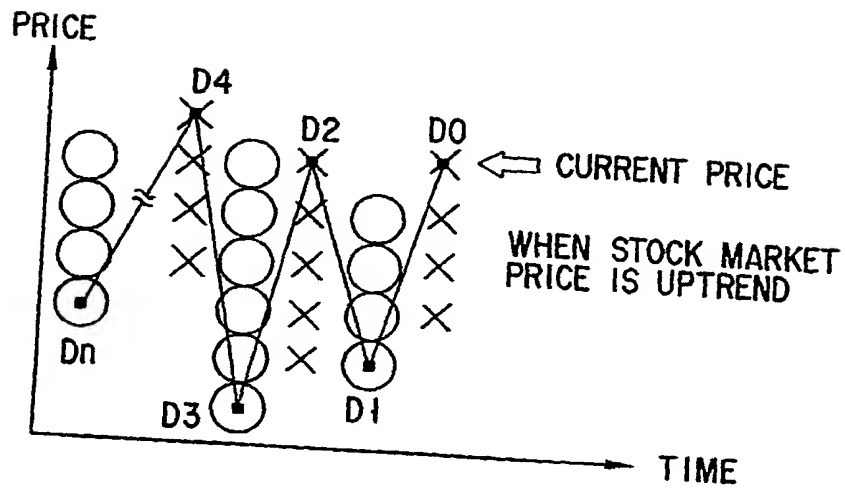 PRICE
D4
D2
D0
CURRENT PRICE
WHEN STOCK MARKET
PRICE IS UPTREND
Dn
D3
D1
TIME